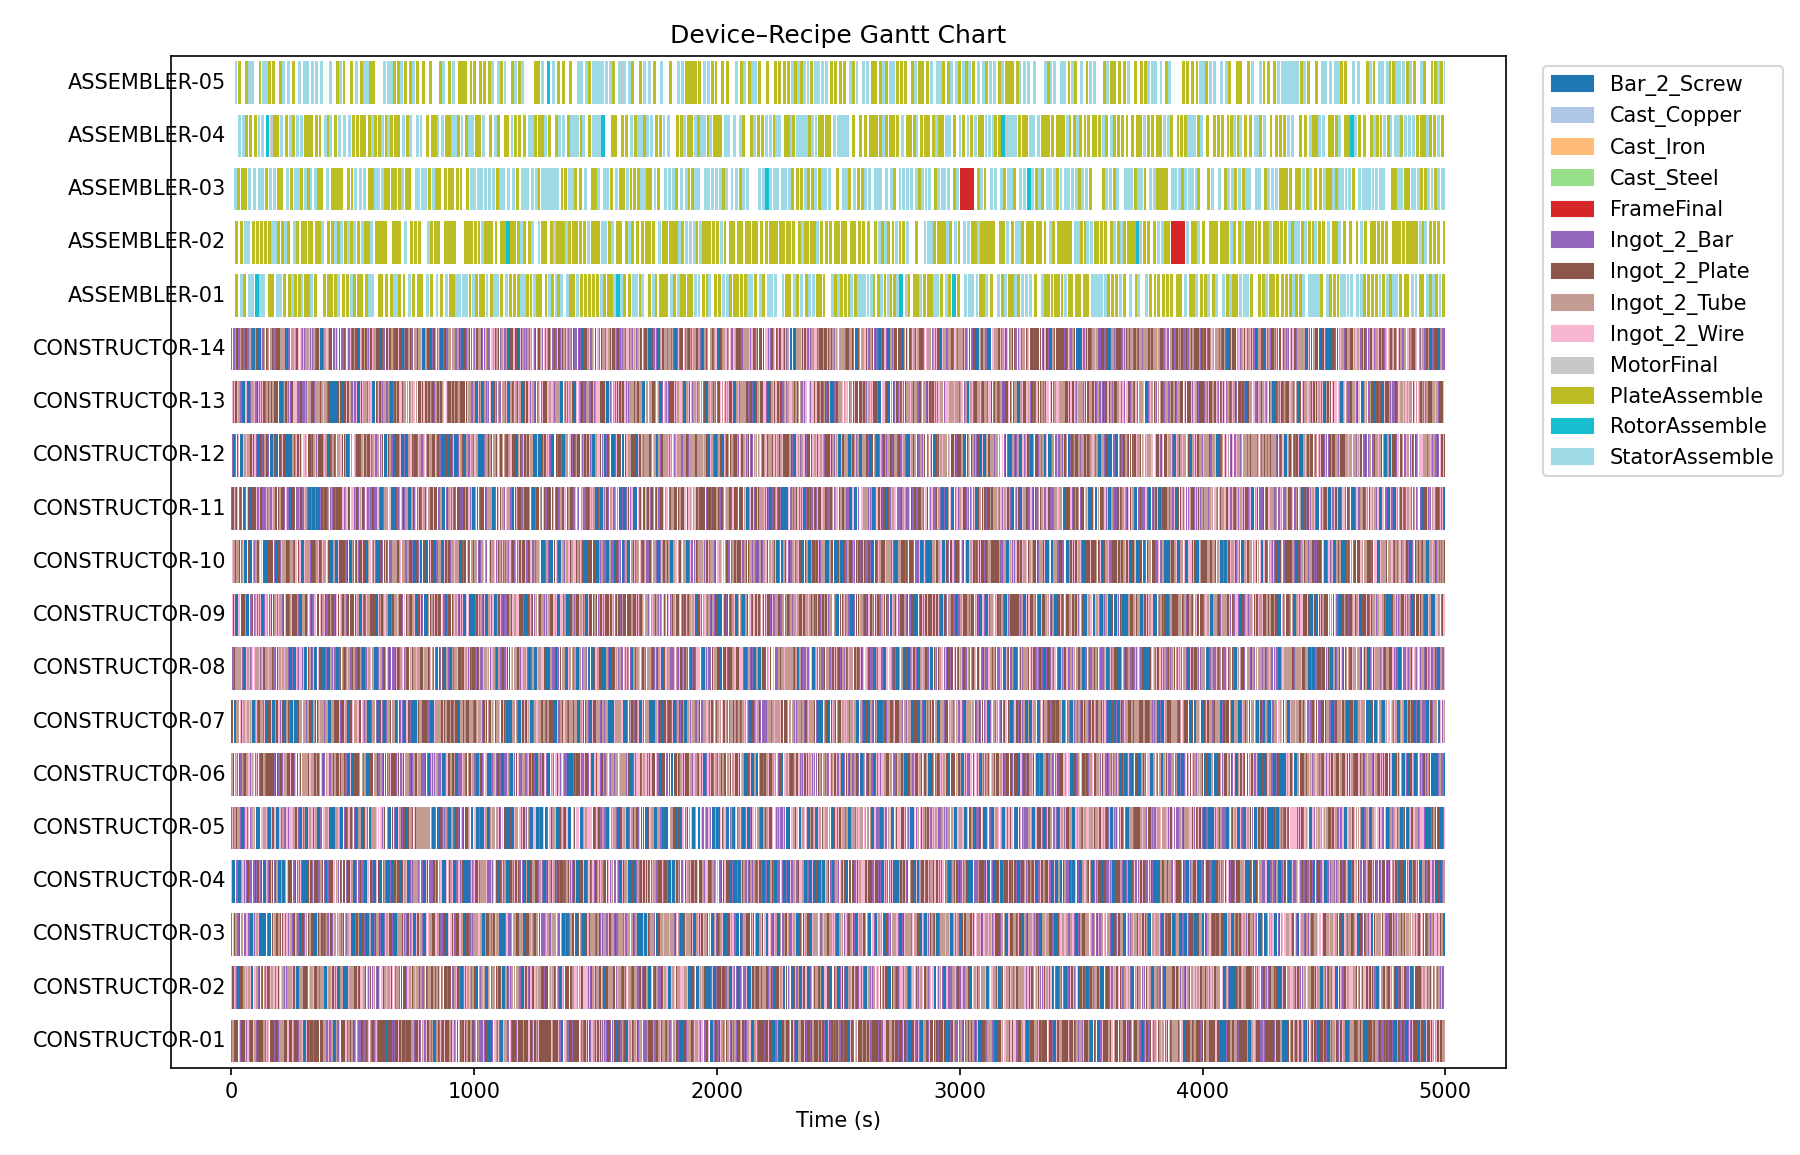 Device–Recipe Gantt Chart
ASSEMBLER-05
ASSEMBLER-04
ASSEMBLER-03
ASSEMBLER-02
ASSEMBLER-01
CONSTRUCTOR-14
CONSTRUCTOR-13
CONSTRUCTOR-12
CONSTRUCTOR-11
CONSTRUCTOR-10
CONSTRUCTOR-09
CONSTRUCTOR-08
CONSTRUCTOR-07
CONSTRUCTOR-06
CONSTRUCTOR-05
CONSTRUCTOR-04
CONSTRUCTOR-03
CONSTRUCTOR-02
CONSTRUCTOR-01
0 1000 2000 3000 4000 5000
Time (s)
Bar_2_Screw
Cast_Copper
Cast_Iron
Cast_Steel
FrameFinal
Ingot_2_Bar
Ingot_2_Plate
Ingot_2_Tube
Ingot_2_Wire
MotorFinal
PlateAssemble
RotorAssemble
StatorAssemble